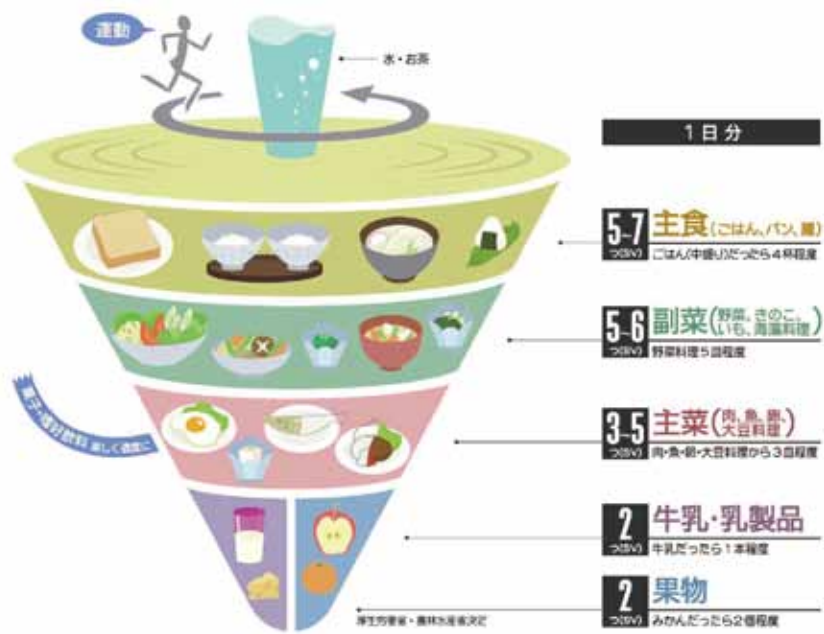 運動
水・お茶
1日分
5~7
つ(SV)
主食(ごはん、パン、麺)
ごはん(中盛り)だったら4杯程度
5~6
つ(SV)
副菜(野菜、きのこ、
いも、海藻料理)
野菜料理5皿程度
菓子・嗜好飲料 楽しく適度に
3~5
つ(SV)
主菜(肉、魚、卵、
大豆料理)
肉・魚・卵・大豆料理から3皿程度
2
つ(SV)
牛乳・乳製品
牛乳だったら1本程度
2
つ(SV)
果物
みかんだったら2個程度
厚生労働省・農林水産省決定